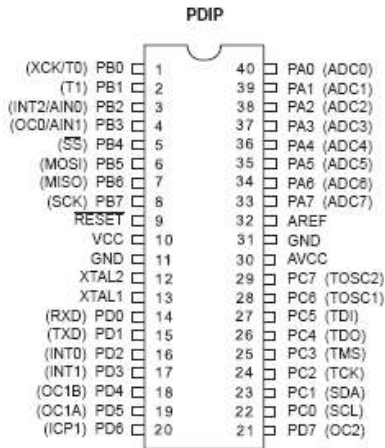 PDIP
(XCK/T0) PB0 1 40 PA0 (ADC0)
(T1) PB1 2 39 PA1 (ADC1)
(INT2/AIN0) PB2 3 38 PA2 (ADC2)
(OC0/AIN1) PB3 4 37 PA3 (ADC3)
(SS) PB4 5 36 PA4 (ADC4)
(MOSI) PB5 6 35 PA5 (ADC5)
(MISO) PB6 7 34 PA6 (ADC6)
(SCK) PB7 8 33 PA7 (ADC7)
RESET 9 32 AREF
VCC 10 31 GND
GND 11 30 AVCC
XTAL2 12 29 PC7 (TOSC2)
XTAL1 13 28 PC6 (TOSC1)
(RXD) PD0 14 27 PC5 (TDI)
(TXD) PD1 15 26 PC4 (TDO)
(INT0) PD2 16 25 PC3 (TMS)
(INT1) PD3 17 24 PC2 (TCK)
(OC1B) PD4 18 23 PC1 (SDA)
(OC1A) PD5 19 22 PC0 (SCL)
(ICP1) PD6 20 21 PD7 (OC2)